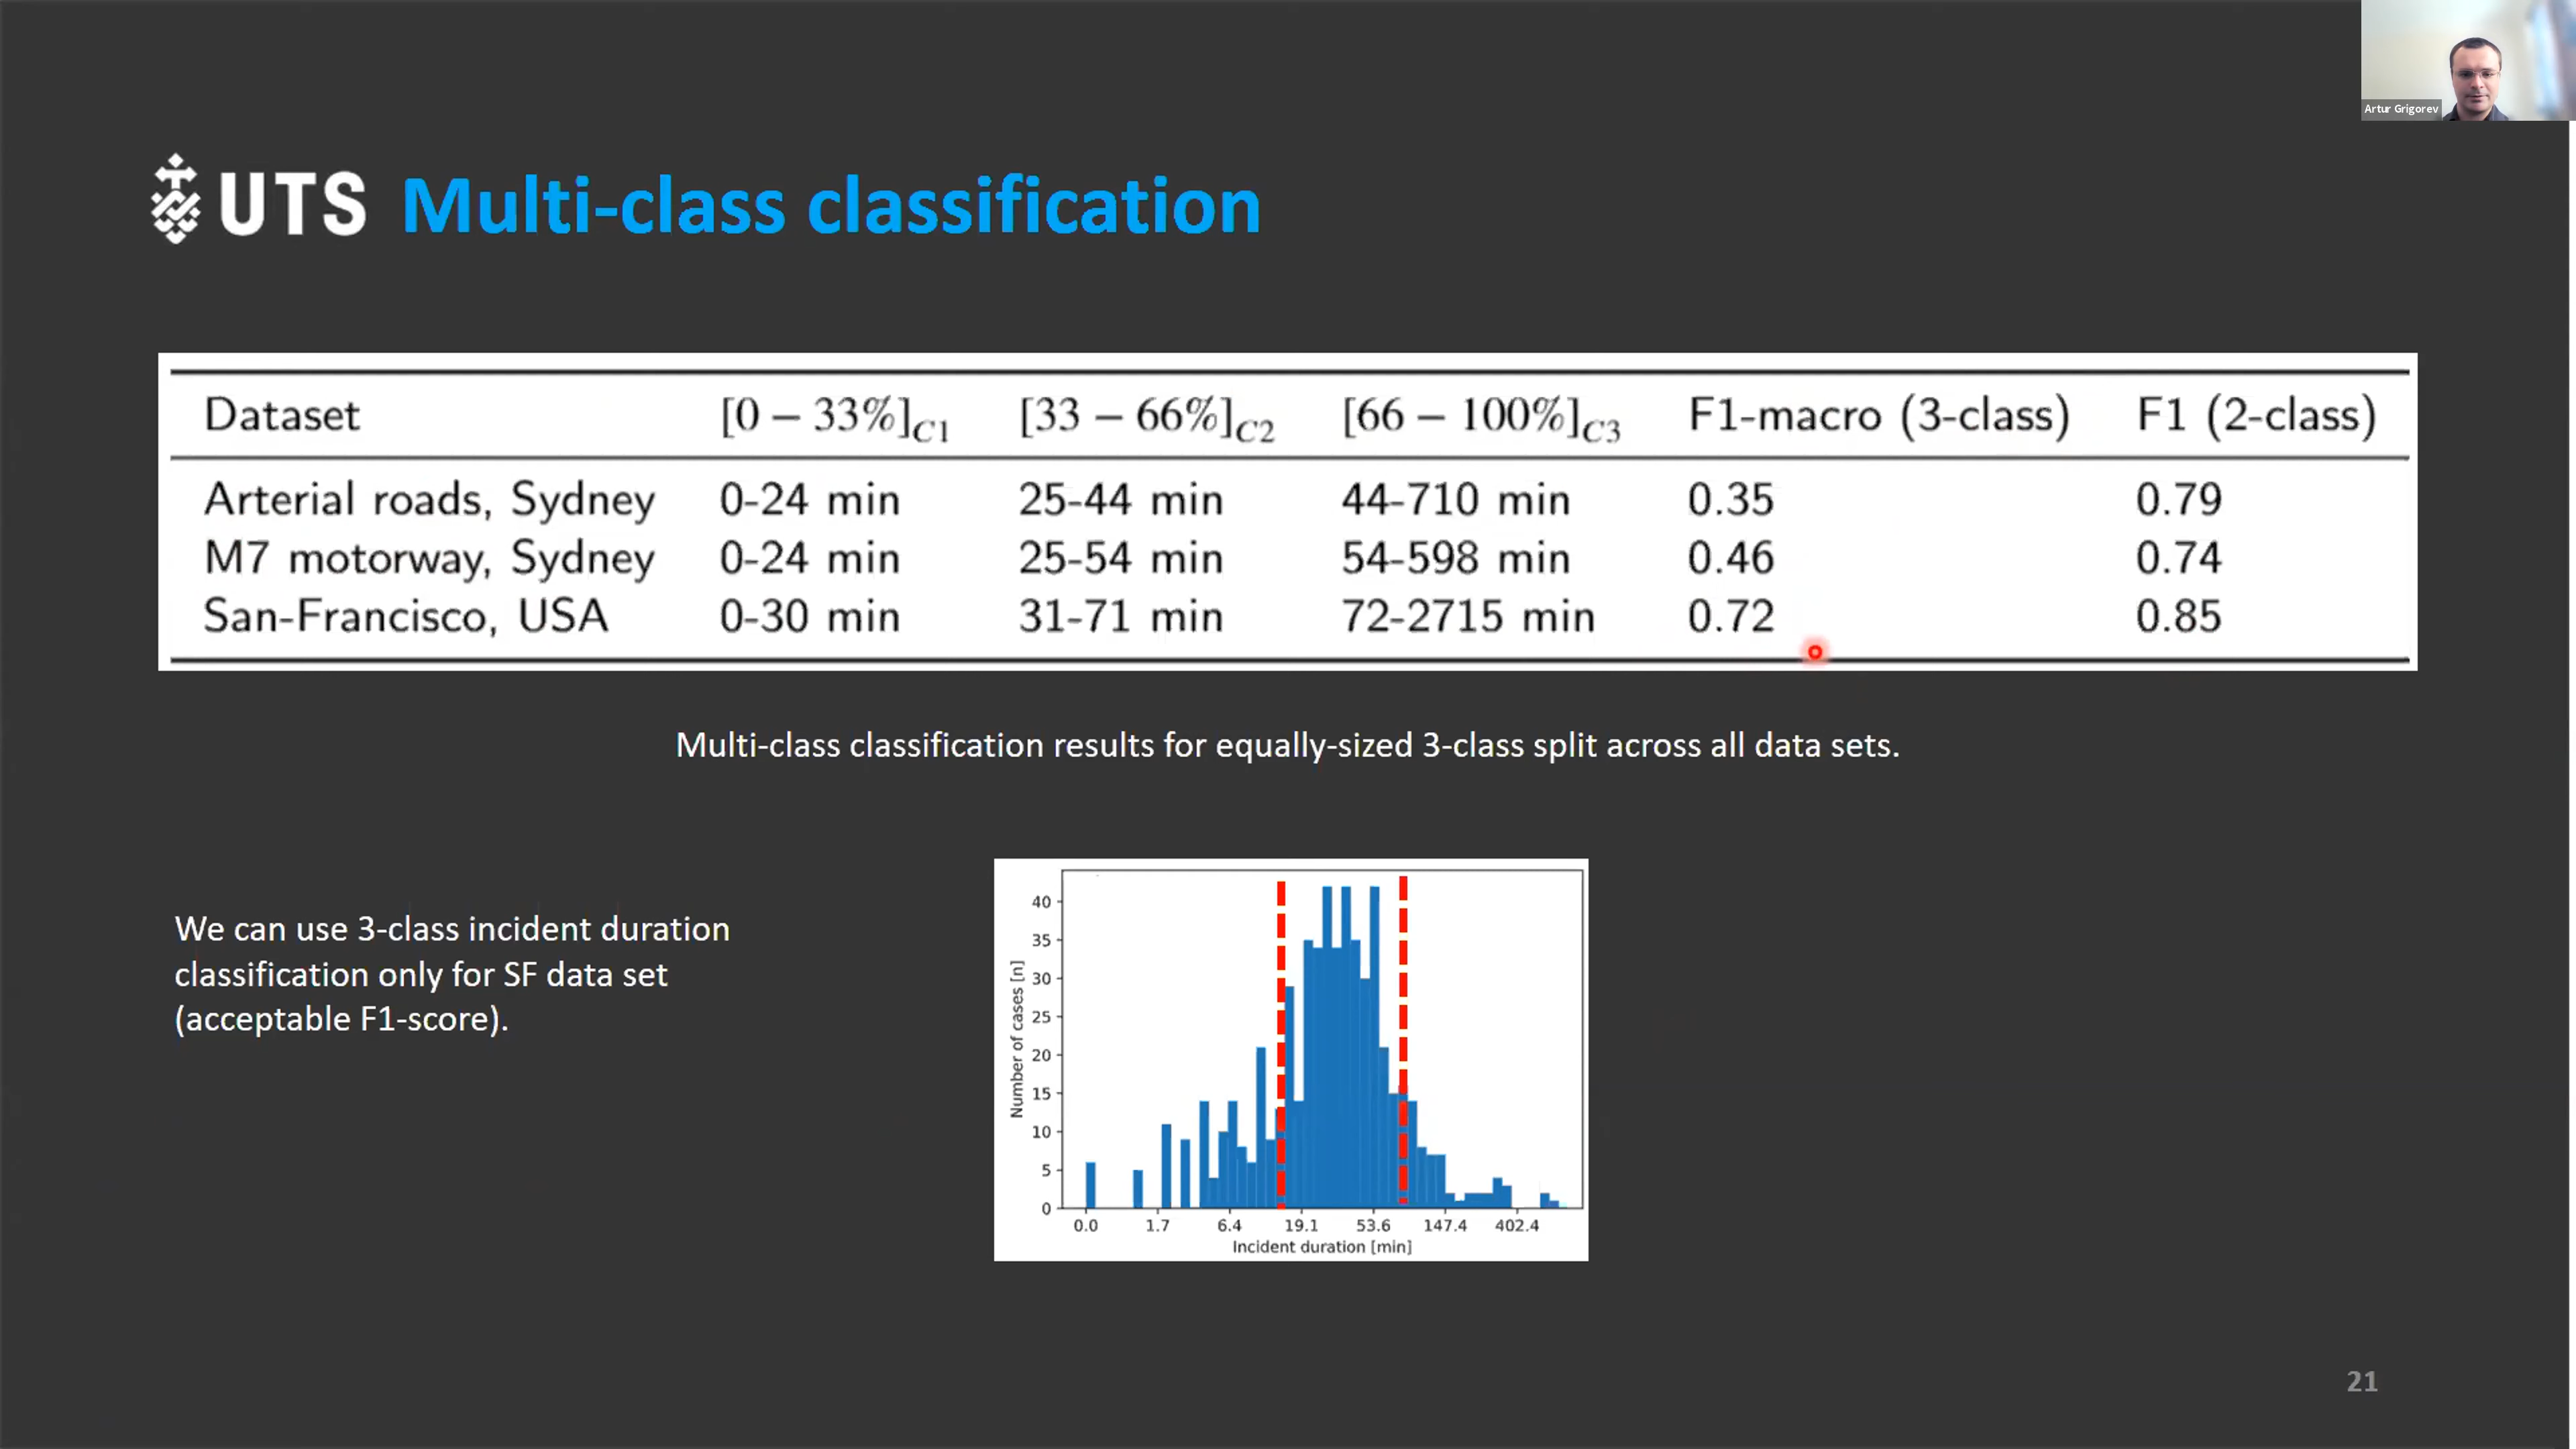 Artur Grigorev
UTS Multi-class classification
Dataset [0 – 33%]C1 [33 – 66%]C2 [66 – 100%]C3 F1-macro (3-class) F1 (2-class)
Arterial roads, Sydney 0-24 min 25-44 min 44-710 min 0.35 0.79
M7 motorway, Sydney 0-24 min 25-54 min 54-598 min 0.46 0.74
San-Francisco, USA 0-30 min 31-71 min 72-2715 min 0.72 0.85
Multi-class classification results for equally-sized 3-class split across all data sets.
We can use 3-class incident duration
classification only for SF data set
(acceptable F1-score).
Number of cases [n]
40
35
30
25
20
15
10
5
0
0.0 1.7 6.4 19.1 53.6 147.4 402.4
Incident duration [min]
21